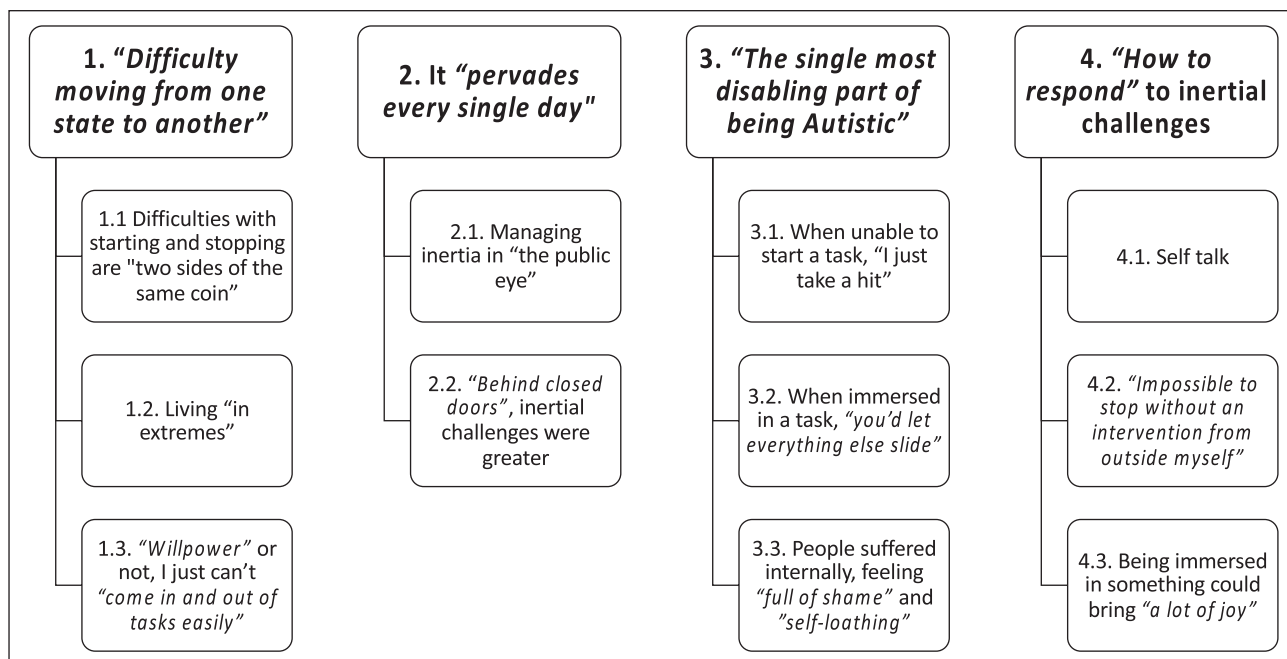 1. “Difficulty
moving from one
state to another”
1.1 Difficulties with
starting and stopping
are "two sides of the
same coin”
1.2. Living “in
extremes”
1.3. “Willpower” or
not, I just can’t
“come in and out of
tasks easily”
2. It “pervades
every single day"
2.1. Managing
inertia in “the public
eye”
2.2. “Behind closed
doors”, inertial
challenges were
greater
3. “The single most
disabling part of
being Autistic”
3.1. When unable to
start a task, “I just
take a hit”
3.2. When immersed
in a task, “you’d let
everything else slide”
3.3. People suffered
internally, feeling
“full of shame” and
”self-loathing”
4. “How to
respond” to inertial
challenges
4.1. Self talk
4.2. “Impossible to
stop without an
intervention from
outside myself”
4.3. Being immersed
in something could
bring “a lot of joy”